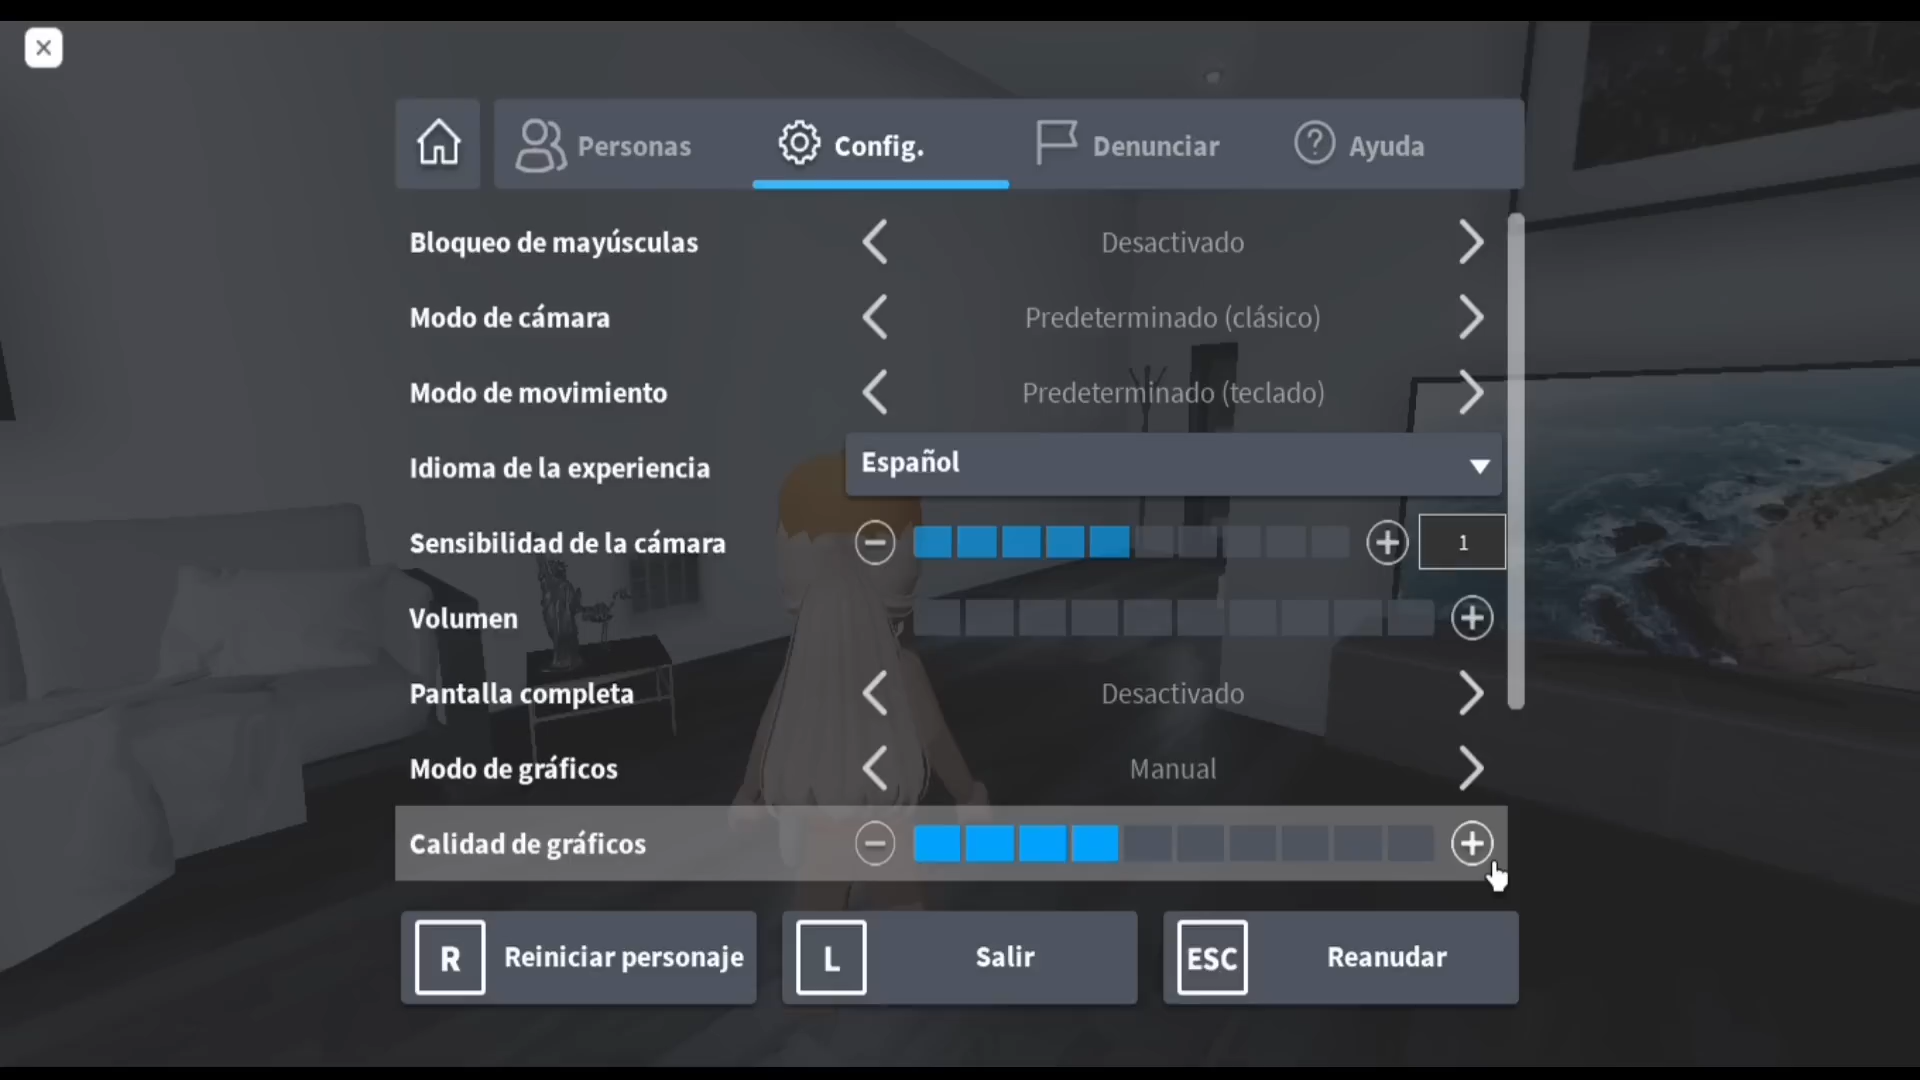 Personas
Config.
Denunciar
Ayuda
Bloqueo de mayúsculas
Desactivado
Modo de cámara
Predeterminado (clásico)
Modo de movimiento
Predeterminado (teclado)
Idioma de la experiencia
Español
Sensibilidad de la cámara
1
Volumen
Pantalla completa
Desactivado
Modo de gráficos
Manual
Calidad de gráficos
R
Reiniciar personaje
L
Salir
ESC
Reanudar